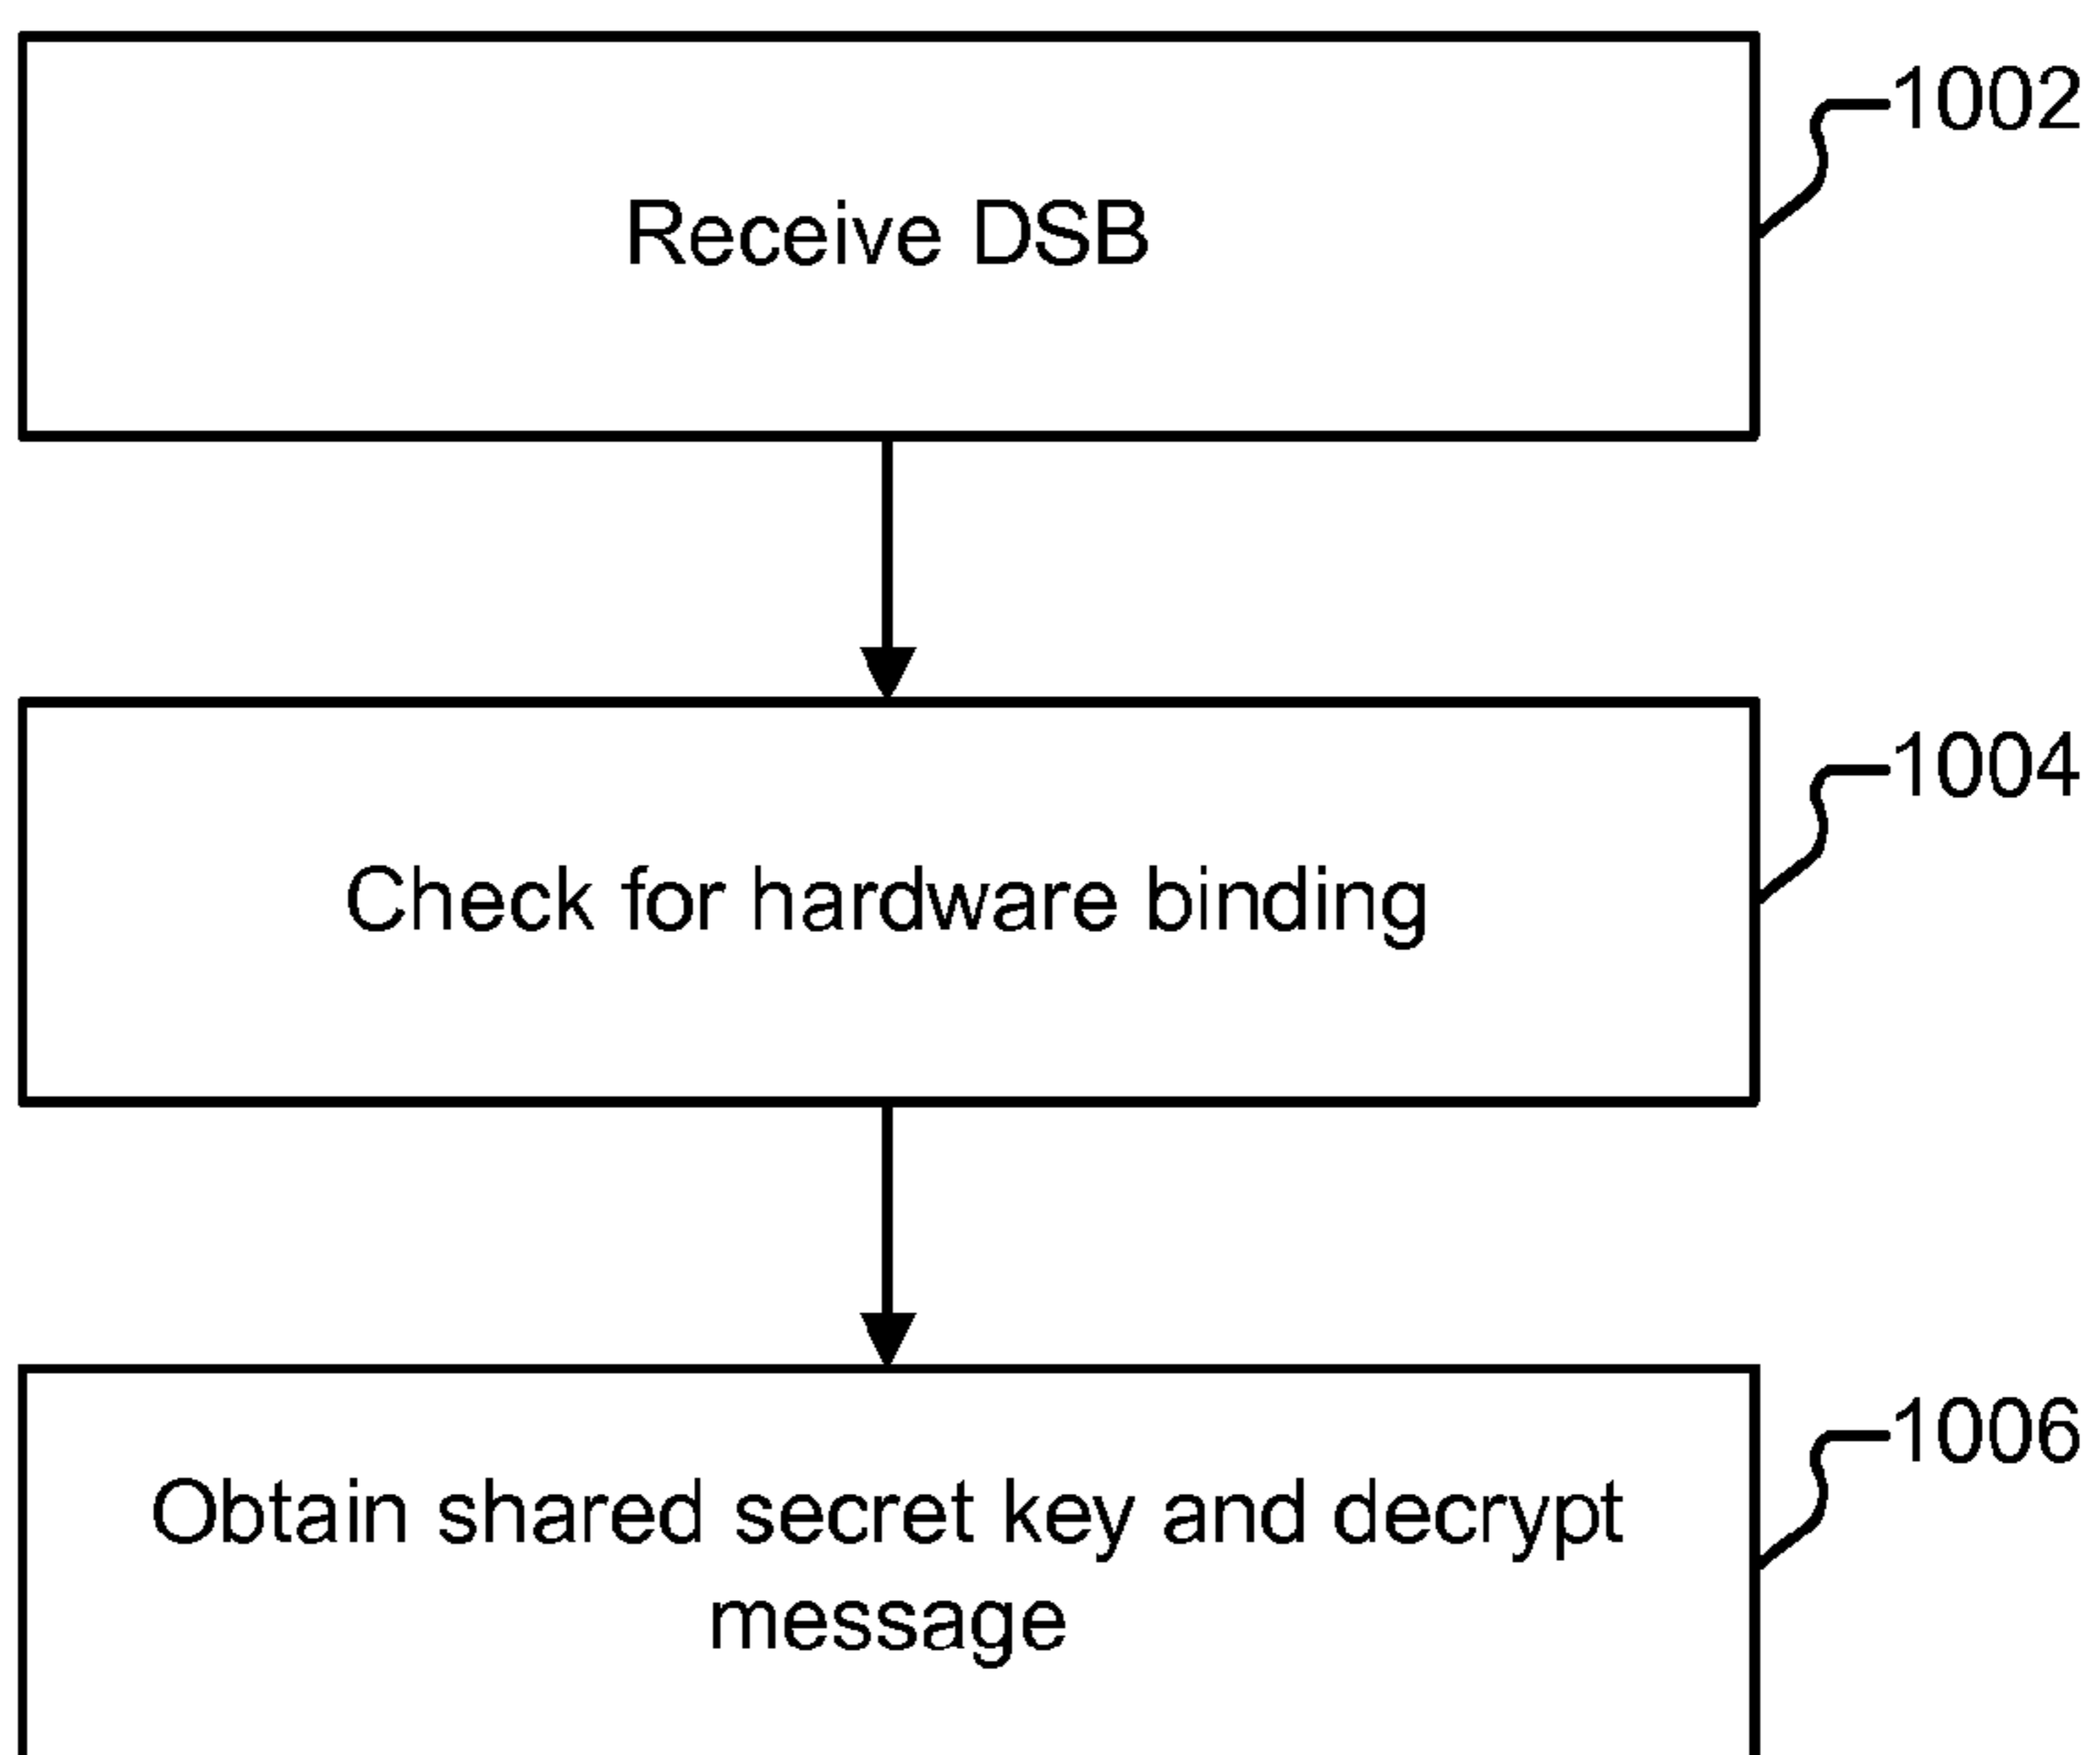 Receive DSB
1002
Check for hardware binding
1004
Obtain shared secret key and decrypt
message
1006